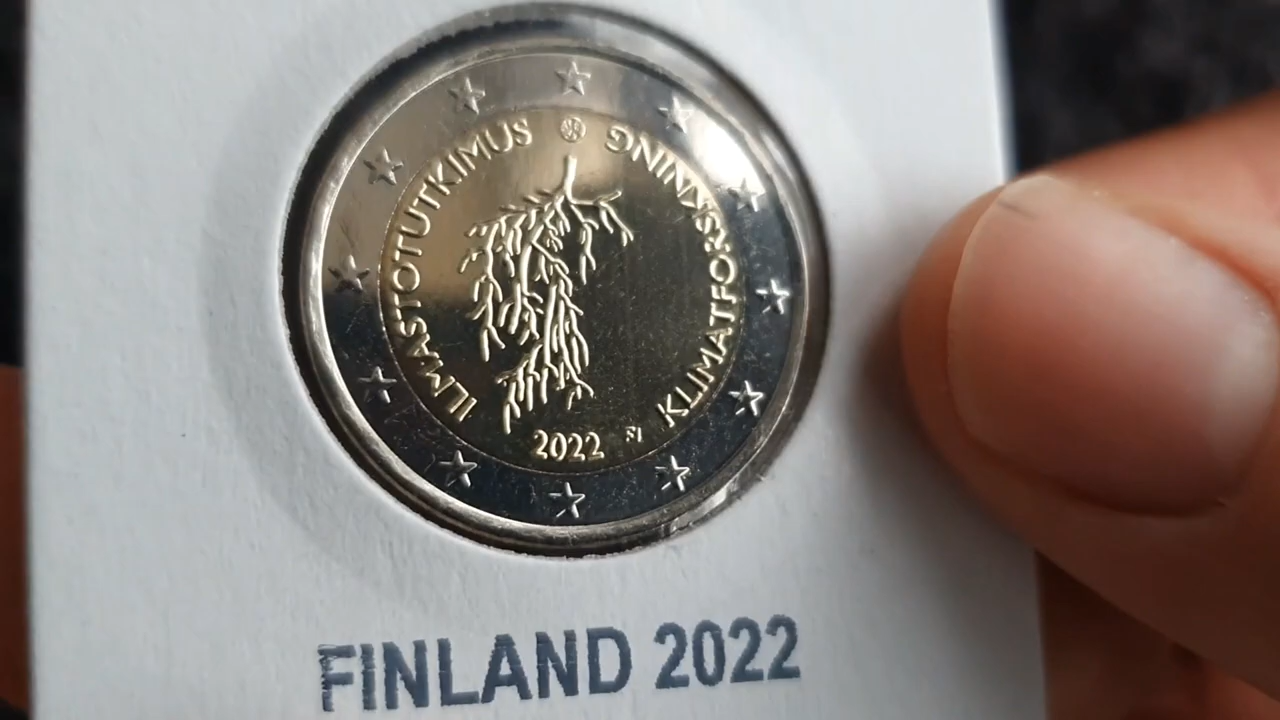 ILMASTOTUTKIMUS
KLIMATFORSKNING
2022 FI
FINLAND 2022